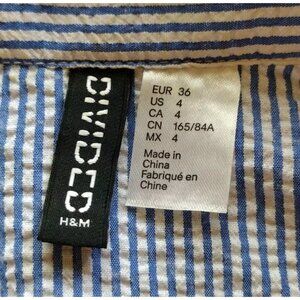 DIVIDED
H&M
EUR 36
US 4
CA 4
CN 165/84A
MX 4
Made in
China
Fabriqué en
Chine